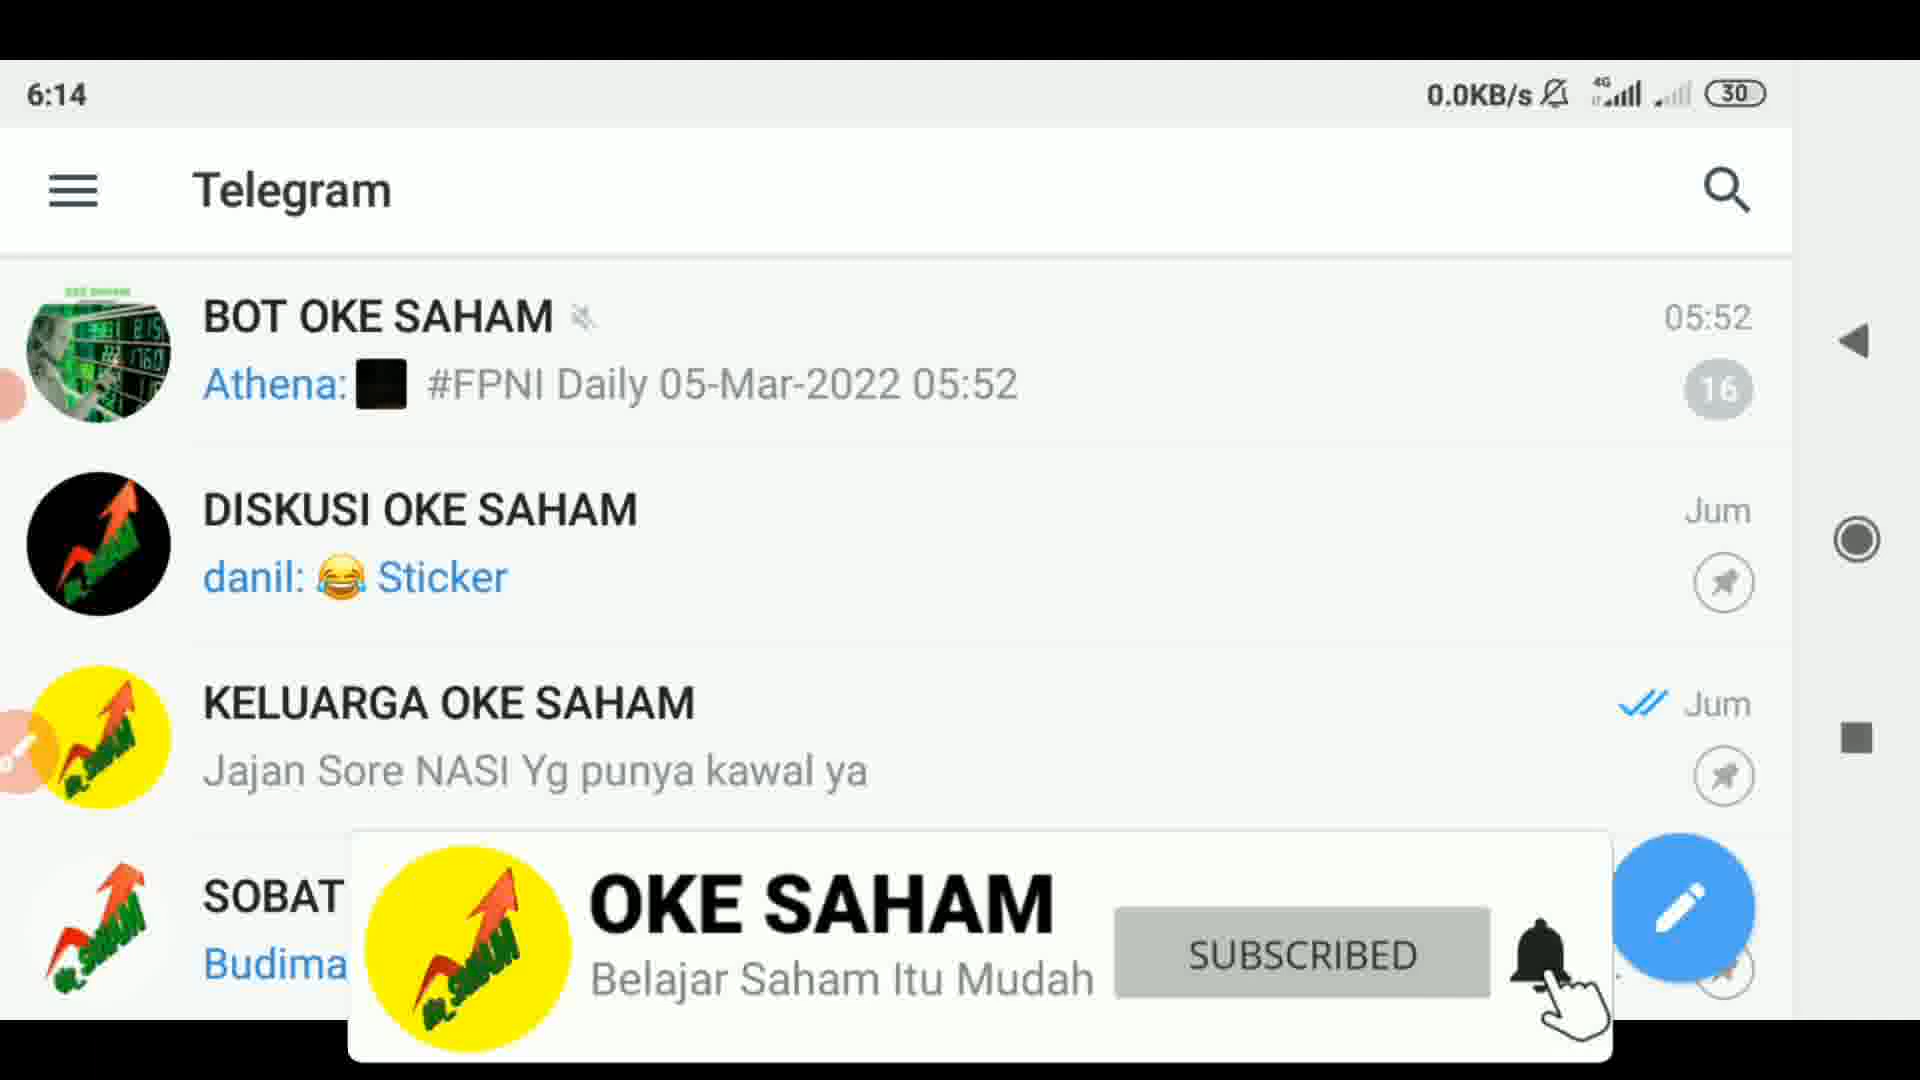 6:14
0.0KB/s 4G 30
Telegram
BOT OKE SAHAM 05:52
Athena: #FPNI Daily 05-Mar-2022 05:52 16
DISKUSI OKE SAHAM Jum
danil: 😂 Sticker
KELUARGA OKE SAHAM Jum
Jajan Sore NASI Yg punya kawal ya
SOBAT
Budima
OKE SAHAM
Belajar Saham Itu Mudah
SUBSCRIBED